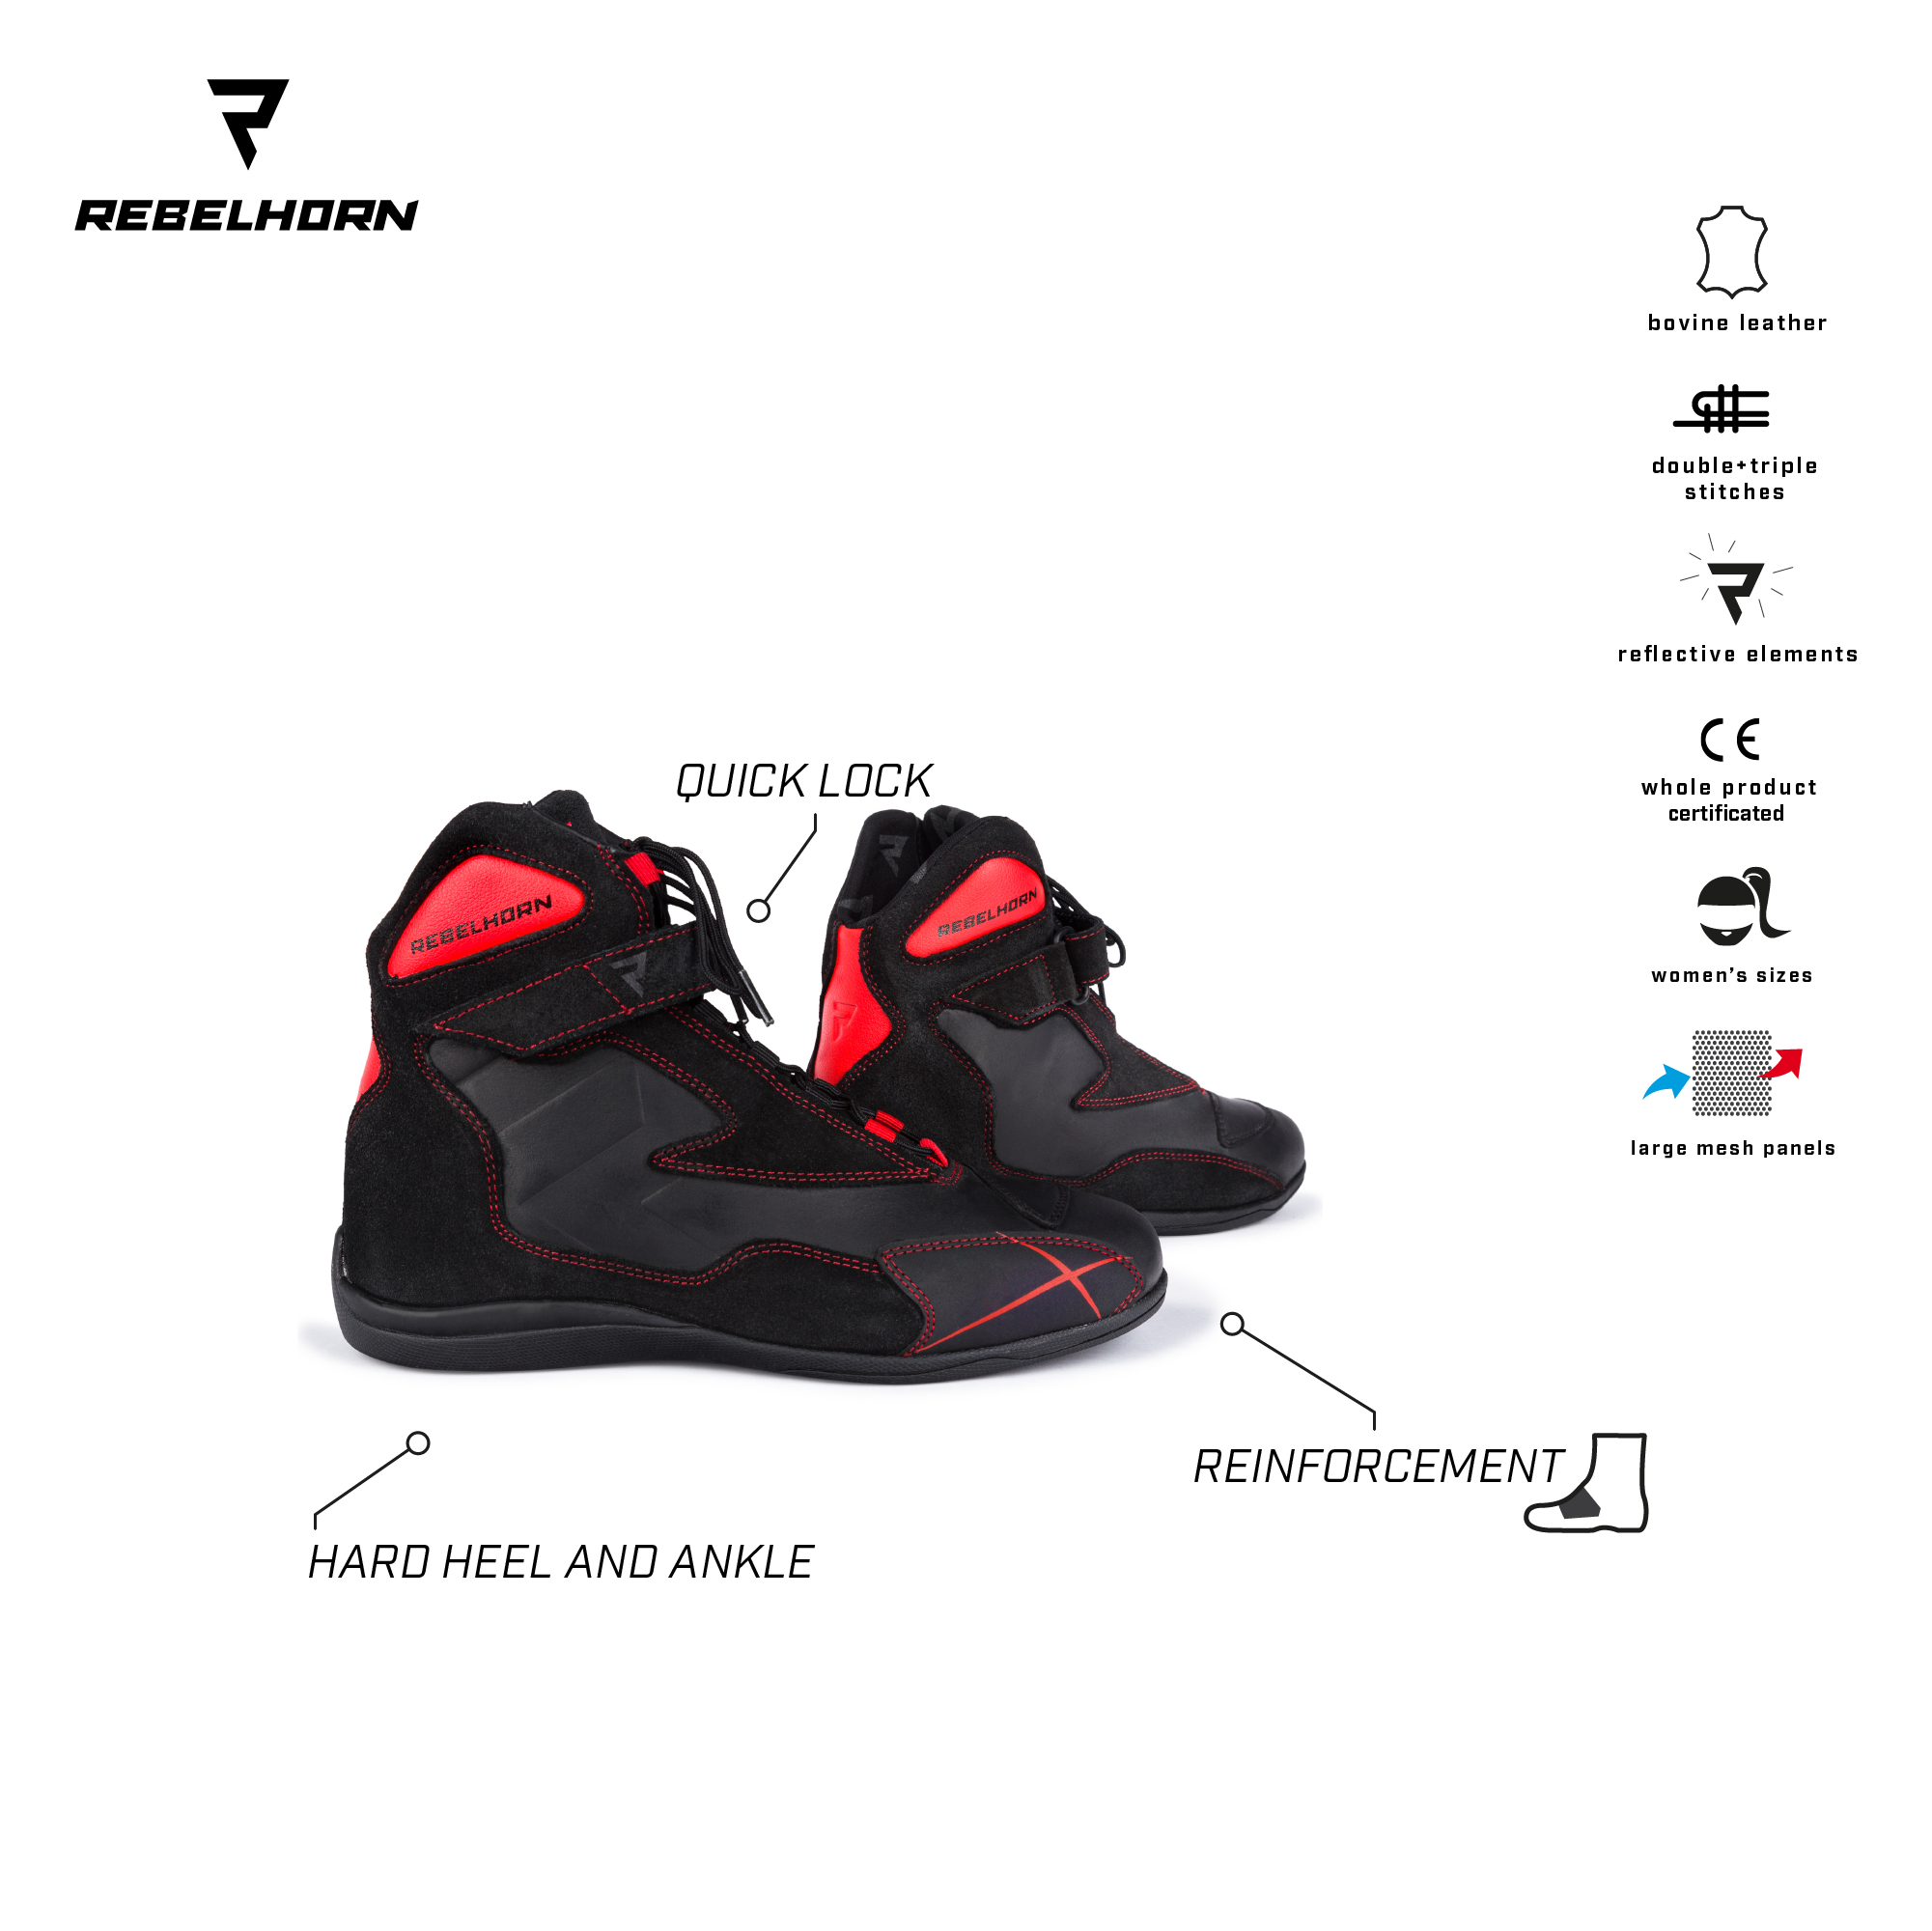 REBELHORN
bovine leather
double+triple
stitches
reflective elements
CE
whole product
certificated
women's sizes
large mesh panels
QUICK LOCK
REBELHORN
REBELHORN
REINFORCEMENT
HARD HEEL AND ANKLE